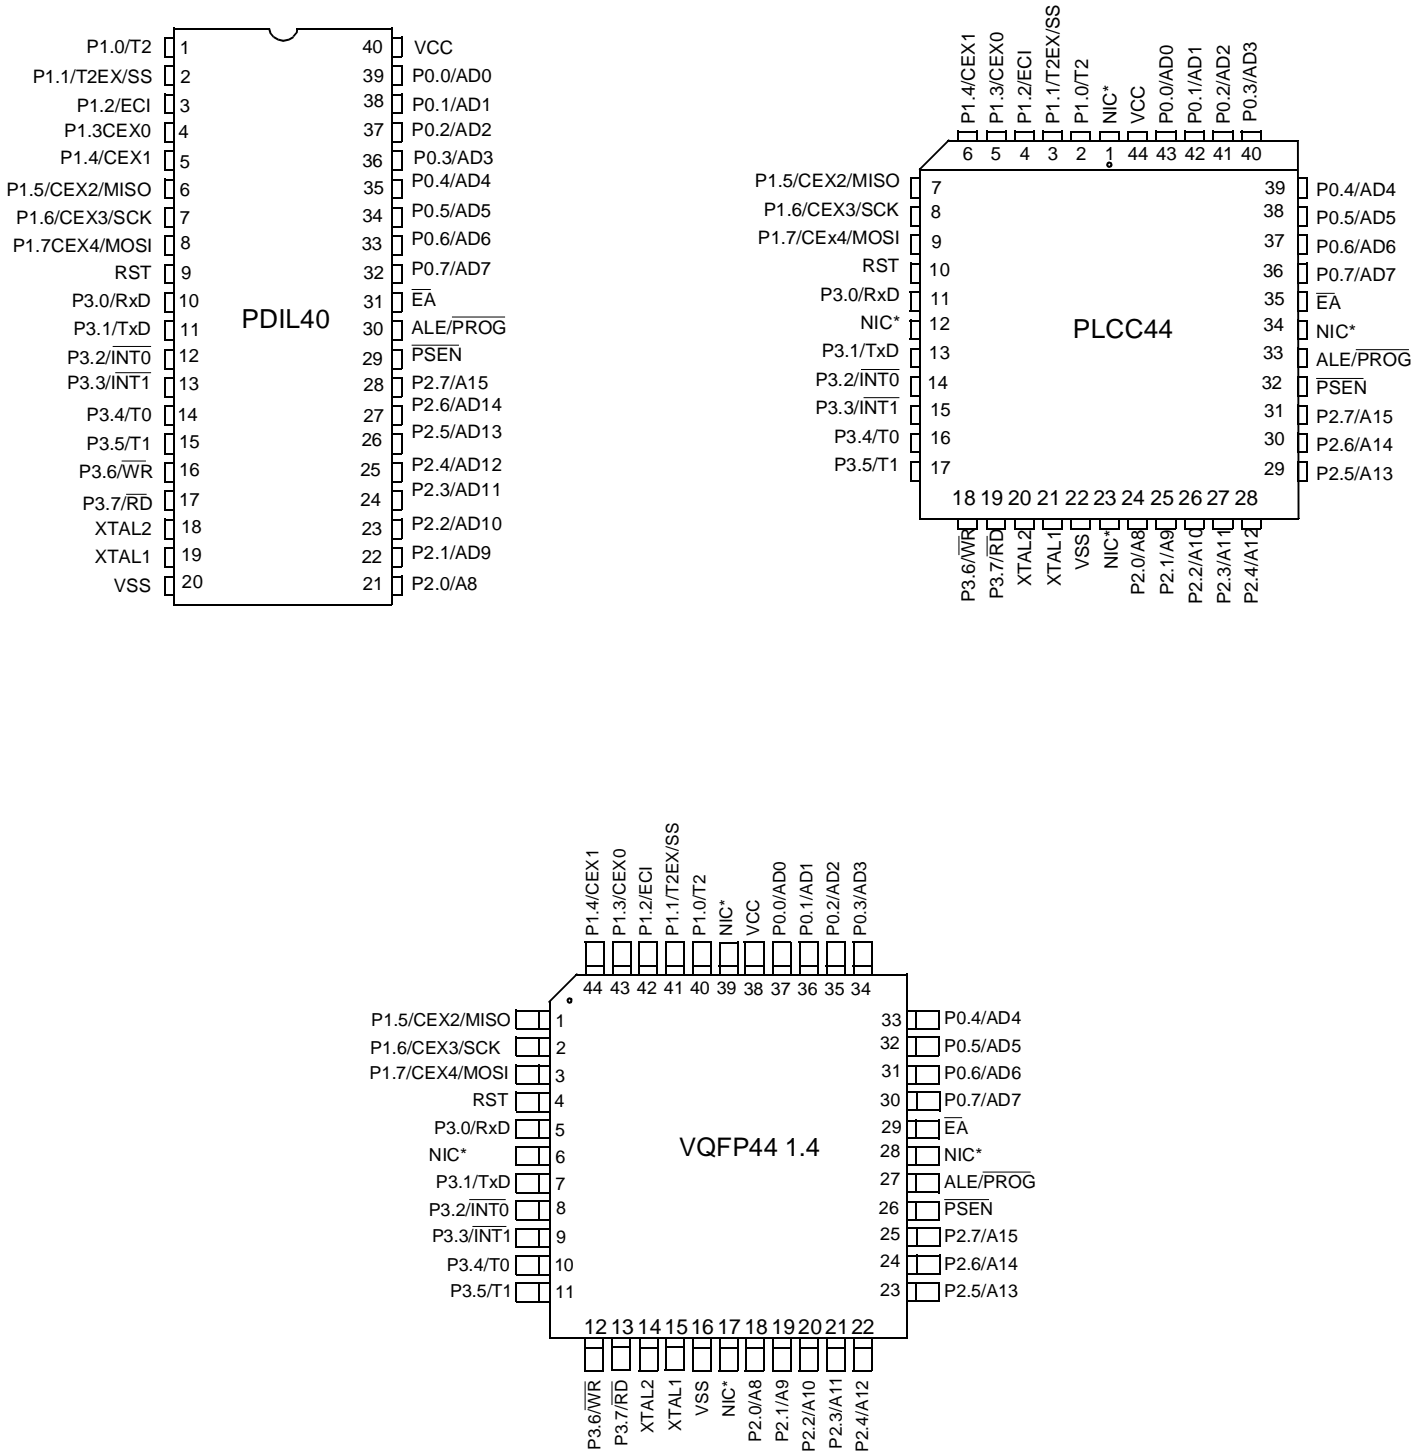 P1.0/T2 1 40 VCC
P1.1/T2EX/SS 2 39 P0.0/AD0
P1.2/ECI 3 38 P0.1/AD1
P1.3CEX0 4 37 P0.2/AD2
P1.4/CEX1 5 36 P0.3/AD3
P1.5/CEX2/MISO 6 35 P0.4/AD4
P1.6/CEX3/SCK 7 34 P0.5/AD5
P1.7CEX4/MOSI 8 33 P0.6/AD6
RST 9 32 P0.7/AD7
P3.0/RxD 10 31 EA
PDIL40
P3.1/TxD 11 30 ALE/PROG
P3.2/INT0 12 29 PSEN
P3.3/INT1 13 28 P2.7/A15
P3.4/T0 14 27 P2.6/AD14
P3.5/T1 15 26 P2.5/AD13
P3.6/WR 16 25 P2.4/AD12
P3.7/RD 17 24 P2.3/AD11
XTAL2 18 23 P2.2/AD10
XTAL1 19 22 P2.1/AD9
VSS 20 21 P2.0/A8
P1.4/CEX1
P1.3/CEX0
P1.2/ECI
P1.1/T2EX/SS
P1.0/T2
NIC*
VCC
P0.0/AD0
P0.1/AD1
P0.2/AD2
P0.3/AD3
6 5 4 3 2 1 44 43 42 41 40
P1.5/CEX2/MISO 7 39 P0.4/AD4
P1.6/CEX3/SCK 8 38 P0.5/AD5
P1.7/CEx4/MOSI 9 37 P0.6/AD6
RST 10 36 P0.7/AD7
P3.0/RxD 11 35 EA
NIC* 12 34 NIC*
PLCC44
P3.1/TxD 13 33 ALE/PROG
P3.2/INT0 14 32 PSEN
P3.3/INT1 15 31 P2.7/A15
P3.4/T0 16 30 P2.6/A14
P3.5/T1 17 29 P2.5/A13
18 19 20 21 22 23 24 25 26 27 28
P3.6/WR
P3.7/RD
XTAL2
XTAL1
VSS
NIC*
P2.0/A8
P2.1/A9
P2.2/A10
P2.3/A11
P2.4/A12
P1.4/CEX1
P1.3/CEX0
P1.2/ECI
P1.1/T2EX/SS
P1.0/T2
NIC*
VCC
P0.0/AD0
P0.1/AD1
P0.2/AD2
P0.3/AD3
44 43 42 41 40 39 38 37 36 35 34
P1.5/CEX2/MISO 1 33 P0.4/AD4
P1.6/CEX3/SCK 2 32 P0.5/AD5
P1.7/CEX4/MOSI 3 31 P0.6/AD6
RST 4 30 P0.7/AD7
P3.0/RxD 5 29 EA
NIC* 6 28 NIC*
VQFP44 1.4
P3.1/TxD 7 27 ALE/PROG
P3.2/INT0 8 26 PSEN
P3.3/INT1 9 25 P2.7/A15
P3.4/T0 10 24 P2.6/A14
P3.5/T1 11 23 P2.5/A13
12 13 14 15 16 17 18 19 20 21 22
P3.6/WR
P3.7/RD
XTAL2
XTAL1
VSS
NIC*
P2.0/A8
P2.1/A9
P2.2/A10
P2.3/A11
P2.4/A12